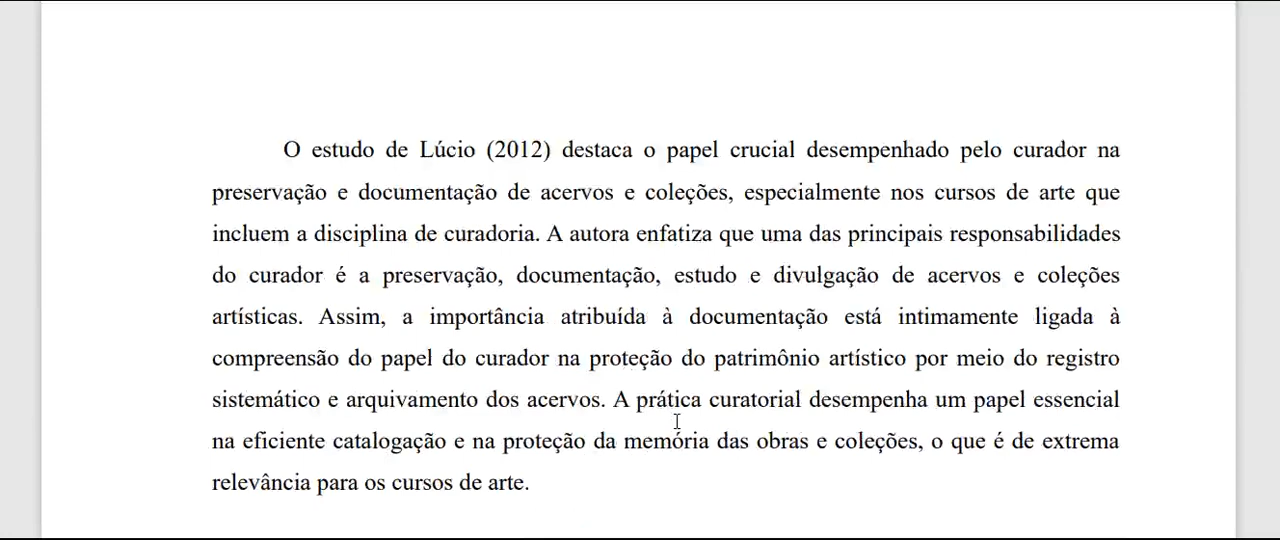 O estudo de Lúcio (2012) destaca o papel crucial desempenhado pelo curador na
preservação e documentação de acervos e coleções, especialmente nos cursos de arte que
incluem a disciplina de curadoria. A autora enfatiza que uma das principais responsabilidades
do curador é a preservação, documentação, estudo e divulgação de acervos e coleções
artísticas. Assim, a importância atribuída à documentação está intimamente ligada à
compreensão do papel do curador na proteção do patrimônio artístico por meio do registro
sistemático e arquivamento dos acervos. A prática curatorial desempenha um papel essencial
na eficiente catalogação e na proteção da memória das obras e coleções, o que é de extrema
relevância para os cursos de arte.